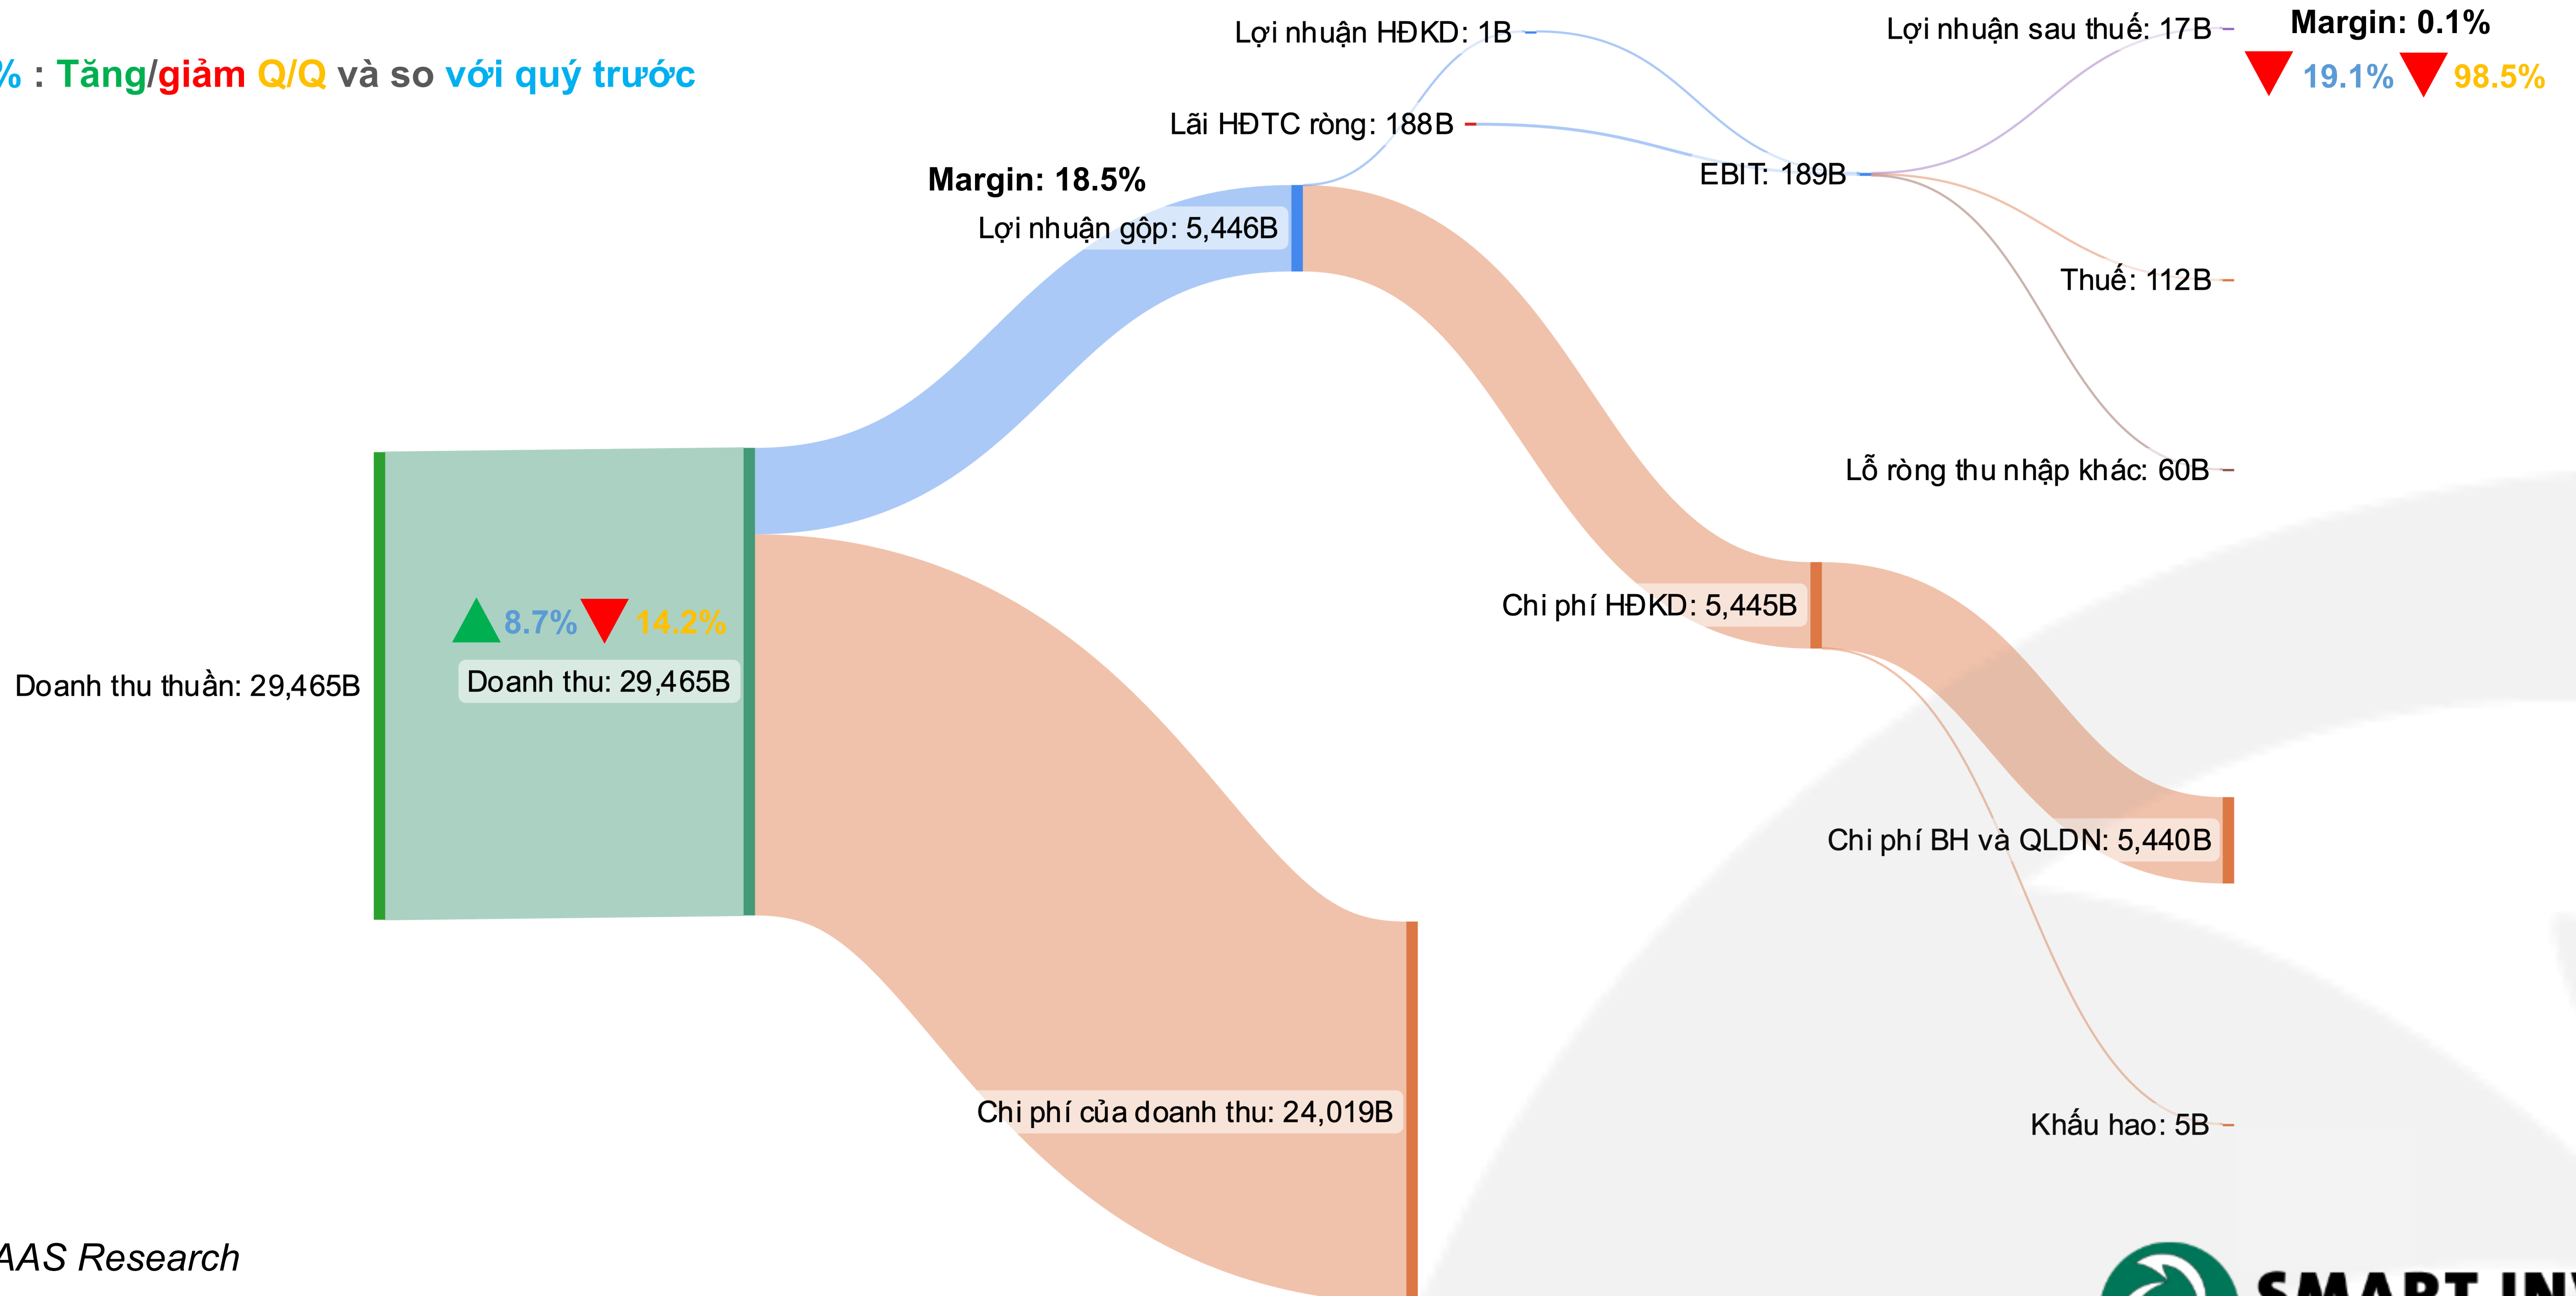 Lợi nhuận HĐKD: 1B
Lợi nhuận sau thuế: 17B
Margin: 0.1%
% : Tăng/giảm Q/Q và so với quý trước
19.1% 98.5%
Lãi HĐTC ròng: 188B
Margin: 18.5%
EBIT: 189B
Lợi nhuận gộp: 5,446B
Thuế: 112B
Lỗ ròng thu nhập khác: 60B
Chi phí HĐKD: 5,445B
8.7% 14.2%
Doanh thu thuần: 29,465B
Doanh thu: 29,465B
Chi phí BH và QLDN: 5,440B
Chi phí của doanh thu: 24,019B
Khấu hao: 5B
AAS Research
SMART INV